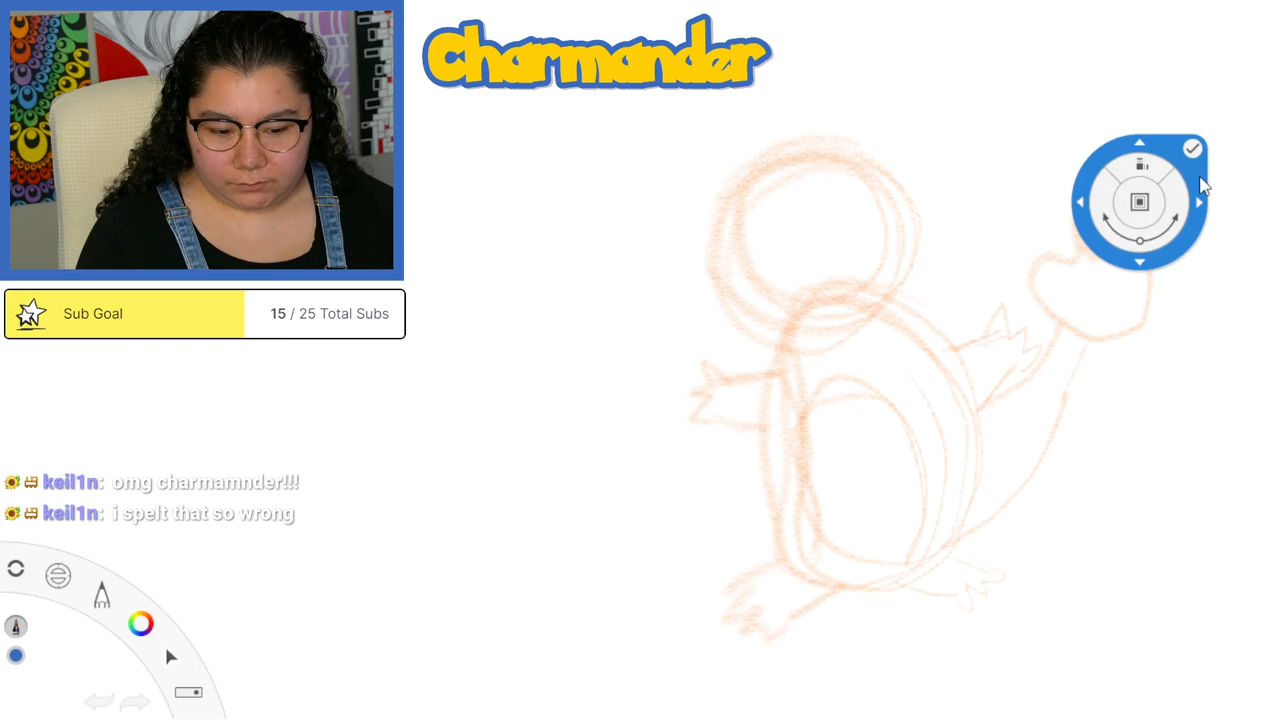 Charmander
Sub Goal 15 / 25 Total Subs
keil1n: omg charmamnder!!!
keil1n: i spelt that so wrong